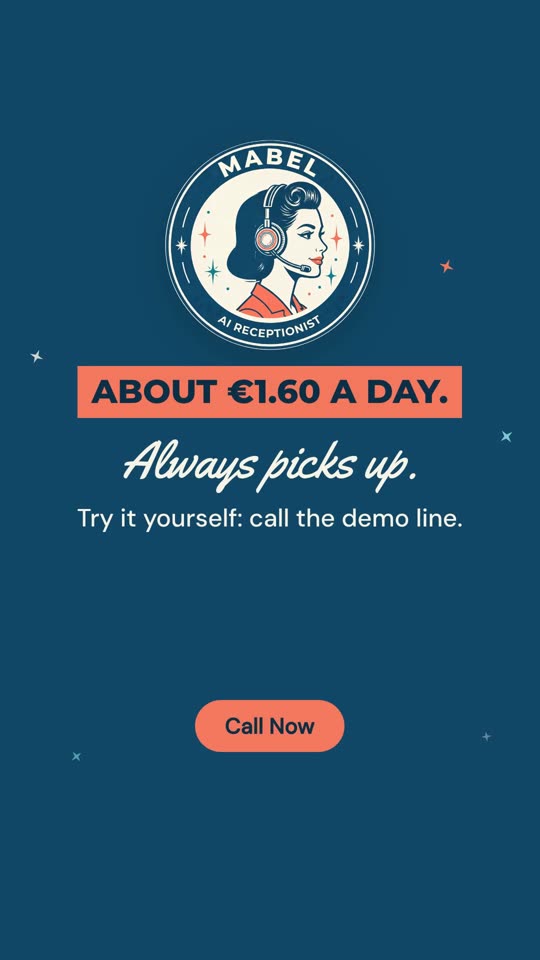 MABEL
AI RECEPTIONIST
ABOUT €1.60 A DAY.
Always picks up.
Try it yourself: call the demo line.
Call Now